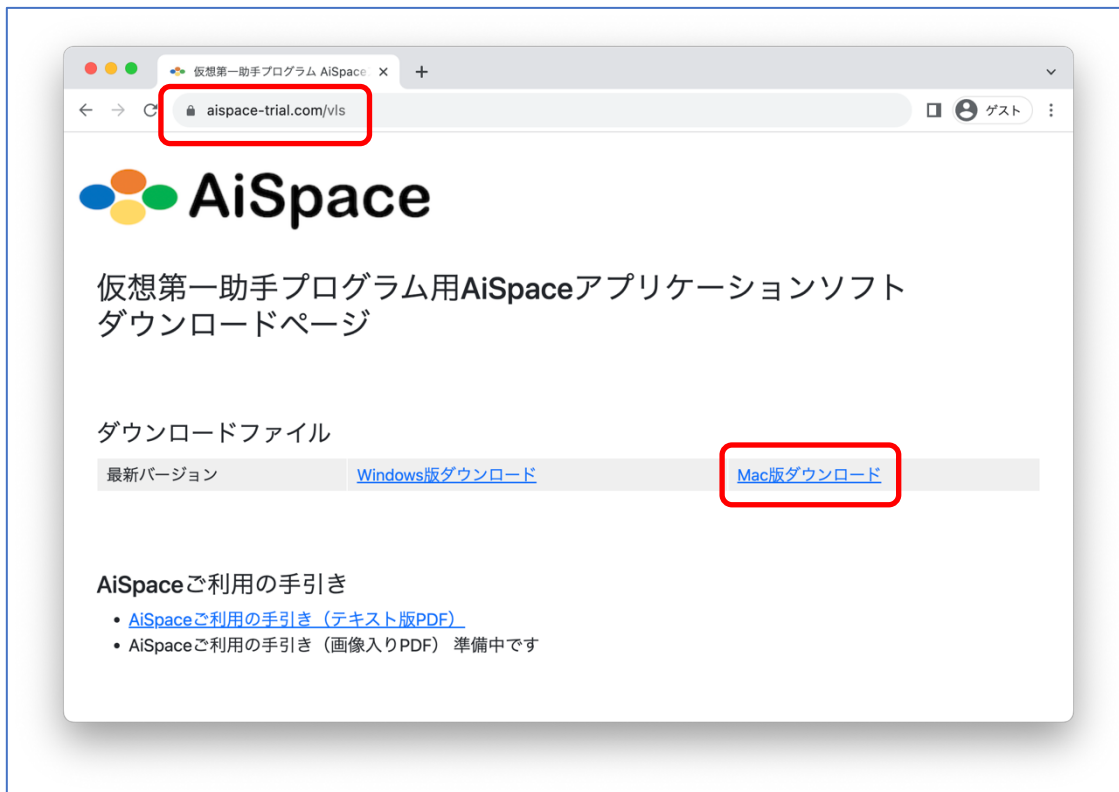 仮想第一助手プログラム AiSpace
aispace-trial.com/vls
ゲスト
AiSpace
仮想第一助手プログラム用AiSpaceアプリケーションソフト
ダウンロードページ
ダウンロードファイル
最新バージョン Windows版ダウンロード Mac版ダウンロード
AiSpaceご利用の手引き
• AiSpaceご利用の手引き（テキスト版PDF）
• AiSpaceご利用の手引き（画像入りPDF） 準備中です